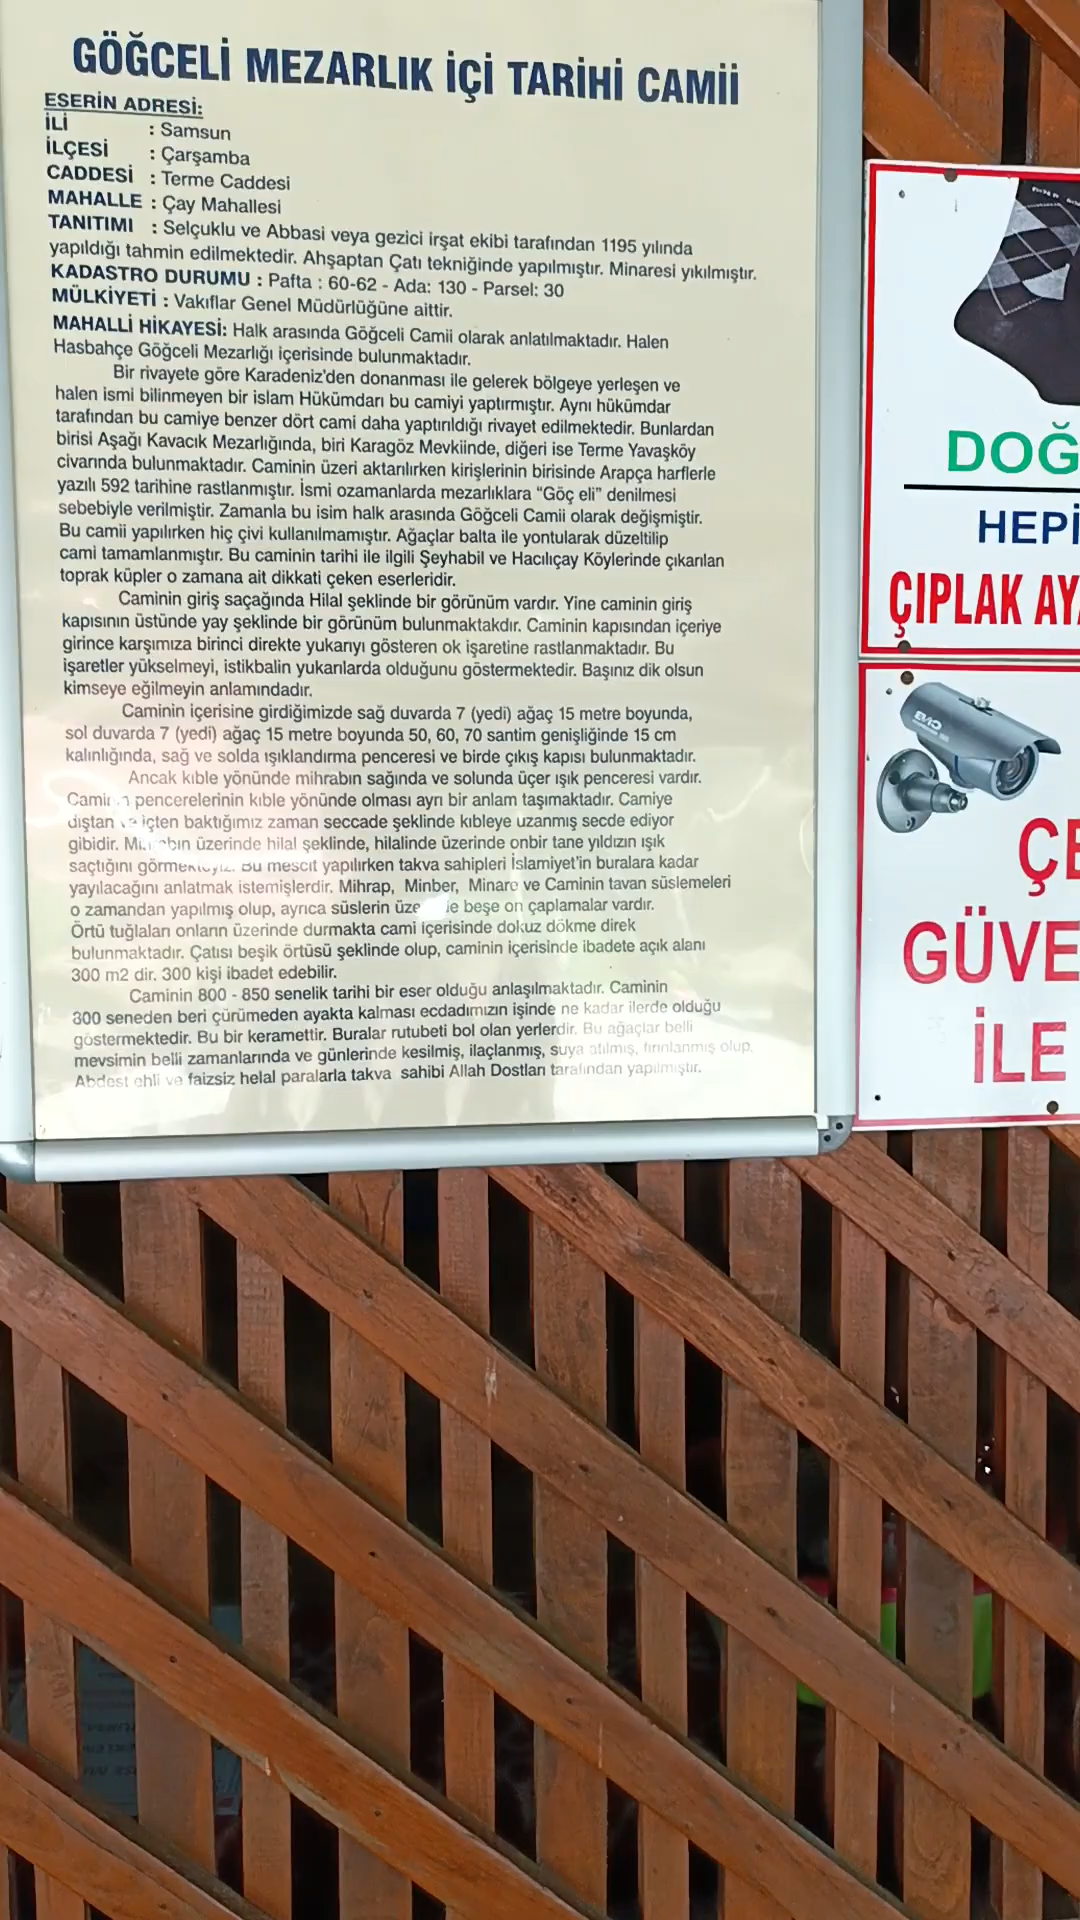 GÖĞCELİ MEZARLIK İÇİ TARİHİ CAMİİ
ESERİN ADRESİ:
İLİ : Samsun
İLÇESİ : Çarşamba
CADDESİ : Terme Caddesi
MAHALLE : Çay Mahallesi
TANITIMI : Selçuklu ve Abbasi veya gezici irşat ekibi tarafından 1195 yılında
yapıldığı tahmin edilmektedir. Ahşaptan Çatı tekniğinde yapılmıştır. Minaresi yıkılmıştır.
KADASTRO DURUMU : Pafta : 60-62 - Ada: 130 - Parsel: 30
MÜLKİYETİ : Vakıflar Genel Müdürlüğüne aittir.
MAHALLİ HİKAYESİ: Halk arasında Göğceli Camii olarak anlatılmaktadır. Halen
Hasbahçe Göğceli Mezarlığı içerisinde bulunmaktadır.
Bir rivayete göre Karadeniz'den donanması ile gelerek bölgeye yerleşen ve
halen ismi bilinmeyen bir islam Hükümdarı bu camiyi yaptırmıştır. Aynı hükümdar
tarafından bu camiye benzer dört cami daha yaptırıldığı rivayet edilmektedir. Bunlardan
birisi Aşağı Kavacık Mezarlığında, biri Karagöz Mevkiinde, diğeri ise Terme Yavaşköy
civarında bulunmaktadır. Caminin üzeri aktarılırken kirişlerinin birisinde Arapça harflerle
yazılı 592 tarihine rastlanmıştır. İsmi ozamanlarda mezarlıklara "Göç eli" denilmesi
sebebiyle verilmiştir. Zamanla bu isim halk arasında Göğceli Camii olarak değişmiştir.
Bu camii yapılırken hiç çivi kullanılmamıştır. Ağaçlar balta ile yontularak düzeltilip
cami tamamlanmıştır. Bu caminin tarihi ile ilgili Şeyhabil ve Hacılıçay Köylerinde çıkarılan
toprak küpler o zamana ait dikkati çeken eserleridir.
Caminin giriş saçağında Hilal şeklinde bir görünüm vardır. Yine caminin giriş
kapısının üstünde yay şeklinde bir görünüm bulunmaktakdır. Caminin kapısından içeriye
girince karşımıza birinci direkte yukarıyı gösteren ok işaretine rastlanmaktadır. Bu
işaretler yükselmeyi, istikbalin yukarılarda olduğunu göstermektedir. Başınız dik olsun
kimseye eğilmeyin anlamındadır.
Caminin içerisine girdiğimizde sağ duvarda 7 (yedi) ağaç 15 metre boyunda,
sol duvarda 7 (yedi) ağaç 15 metre boyunda 50, 60, 70 santim genişliğinde 15 cm
kalınlığında, sağ ve solda ışıklandırma penceresi ve birde çıkış kapısı bulunmaktadır.
Ancak kıble yönünde mihrabın sağında ve solunda üçer ışık penceresi vardır.
pencerelerinin kıble yönünde olması ayrı bir anlam taşımaktadır. Camiye
dıştan içten baktığımız zaman seccade şeklinde kıbleye uzanmış secde ediyor
gibidir. üzerinde hilal şeklinde, hilalinde üzerinde onbir tane yıldızın ışık
saçtığını Bu mescit yapılırken takva sahipleri İslamiyet'in buralara kadar
yayılacağını anlatmak istemişlerdir. Mihrap, Minber, Minare ve Caminin tavan süslemeleri
o zamandan yapılmış olup, ayrıca süslerin beşe on çaplamalar vardır.
Örtü tuğlaları onların üzerinde durmakta cami içerisinde dokuz dökme direk
bulunmaktadır. Çatısı beşik örtüsü şeklinde olup, caminin içerisinde ibadete açık alanı
300 m2 dir. 300 kişi ibadet edebilir.
Caminin 800 - 850 senelik tarihi bir eser olduğu anlaşılmaktadır. Caminin
300 seneden beri çürümeden ayakta kalması ecdadımızın işinde ne kadar ilerde olduğu
göstermektedir. Bu bir keramettir. Buralar rutubeti bol olan yerlerdir. Bu ağaçlar belli
mevsimin belli zamanlarında ve günlerinde kesilmiş, ilaçlanmış, suya atılmış, fırınlanmış olup,
Abdest ehli ve faizsiz helal paralarla takva sahibi Allah Dostları tarafından yapılmıştır.
DOĞ
HEPİ
ÇIPLAK AY
ÇE
GÜVE
İLE